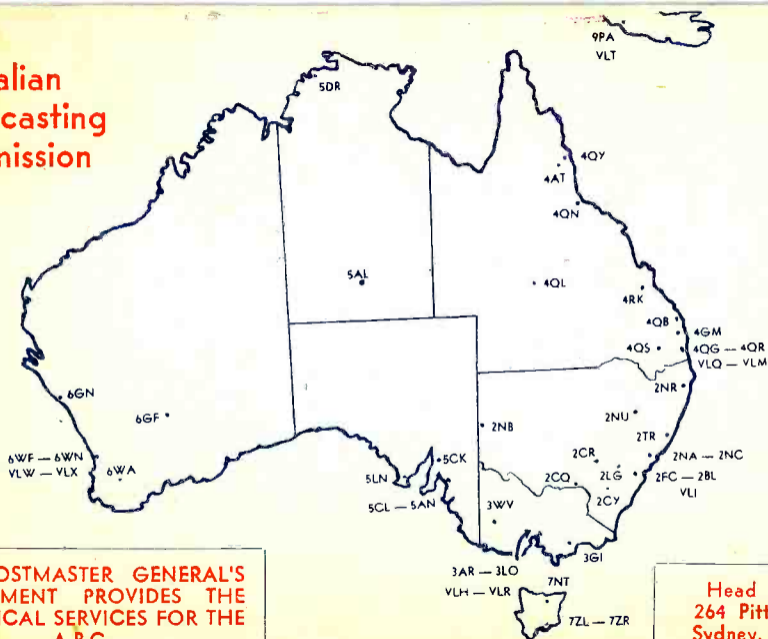 alian
casting
mission
9PA
VLT
5DR
4QY
4AT
4QN
5AL
4QL
4RK
4QB
4GM
4QS
4QG — 4QR
VLQ — VLM
2NR
6GN
6GF
2NU
2NB
2TR
6WF — 6WN
VLW — VLX
6WA
5CK
2CR
2NA — 2NC
5LN
2CQ
2LG
2FC — 2BL
VLI
5CL — 5AN
3WV
2CY
3GI
3AR — 3LO
VLH — VLR
7NT
7ZL — 7ZR
OSTMASTER GENERAL'S
MENT PROVIDES THE
ICAL SERVICES FOR THE
A.B.C.
Head
264 Pitt
Sydney.